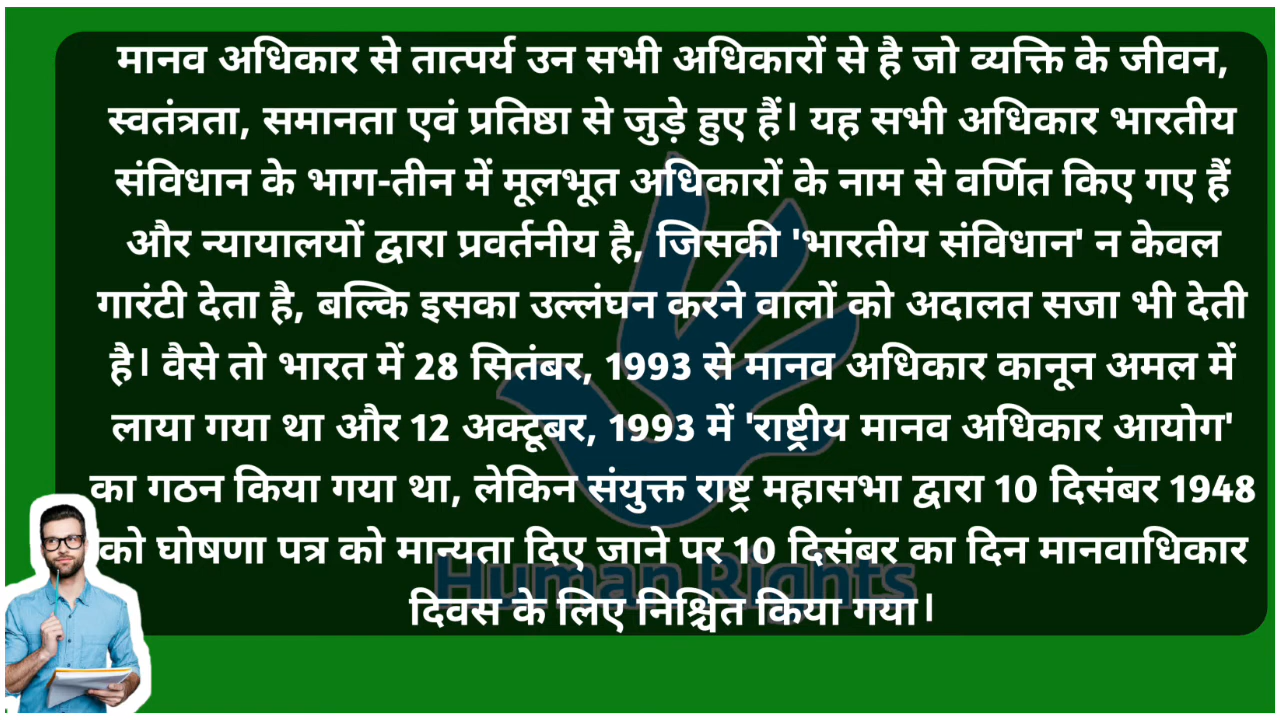 मानव अधिकार से तात्पर्य उन सभी अधिकारों से है जो व्यक्ति के जीवन,
स्वतंत्रता, समानता एवं प्रतिष्ठा से जुड़े हुए हैं। यह सभी अधिकार भारतीय
संविधान के भाग-तीन में मूलभूत अधिकारों के नाम से वर्णित किए गए हैं
और न्यायालयों द्वारा प्रवर्तनीय है, जिसकी 'भारतीय संविधान' न केवल
गारंटी देता है, बल्कि इसका उल्लंघन करने वालों को अदालत सजा भी देती
है। वैसे तो भारत में 28 सितंबर, 1993 से मानव अधिकार कानून अमल में
लाया गया था और 12 अक्टूबर, 1993 में 'राष्ट्रीय मानव अधिकार आयोग'
का गठन किया गया था, लेकिन संयुक्त राष्ट्र महासभा द्वारा 10 दिसंबर 1948
को घोषणा पत्र को मान्यता दिए जाने पर 10 दिसंबर का दिन मानवाधिकार
दिवस के लिए निश्चित किया गया।
Human Rights